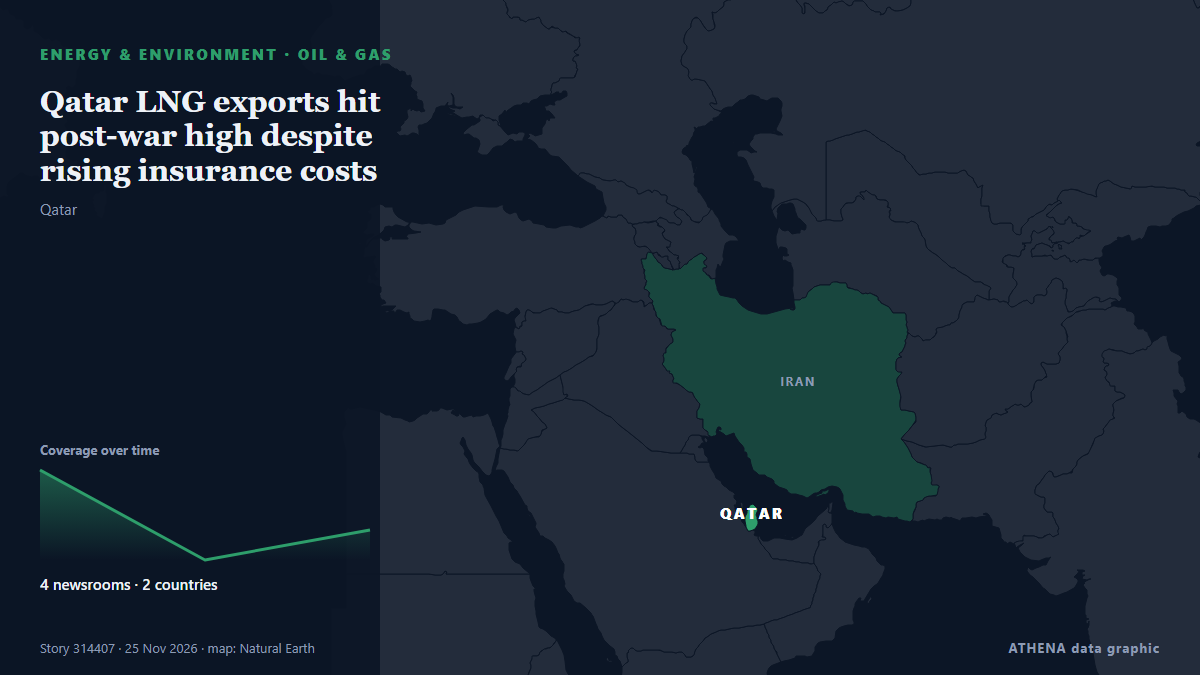 ENERGY & ENVIRONMENT · OIL & GAS
Qatar LNG exports hit
post-war high despite
rising insurance costs
Qatar
IRAN
QATAR
Coverage over time
4 newsrooms · 2 countries
Story 314407 · 25 Nov 2026 · map: Natural Earth
ATHENA data graphic